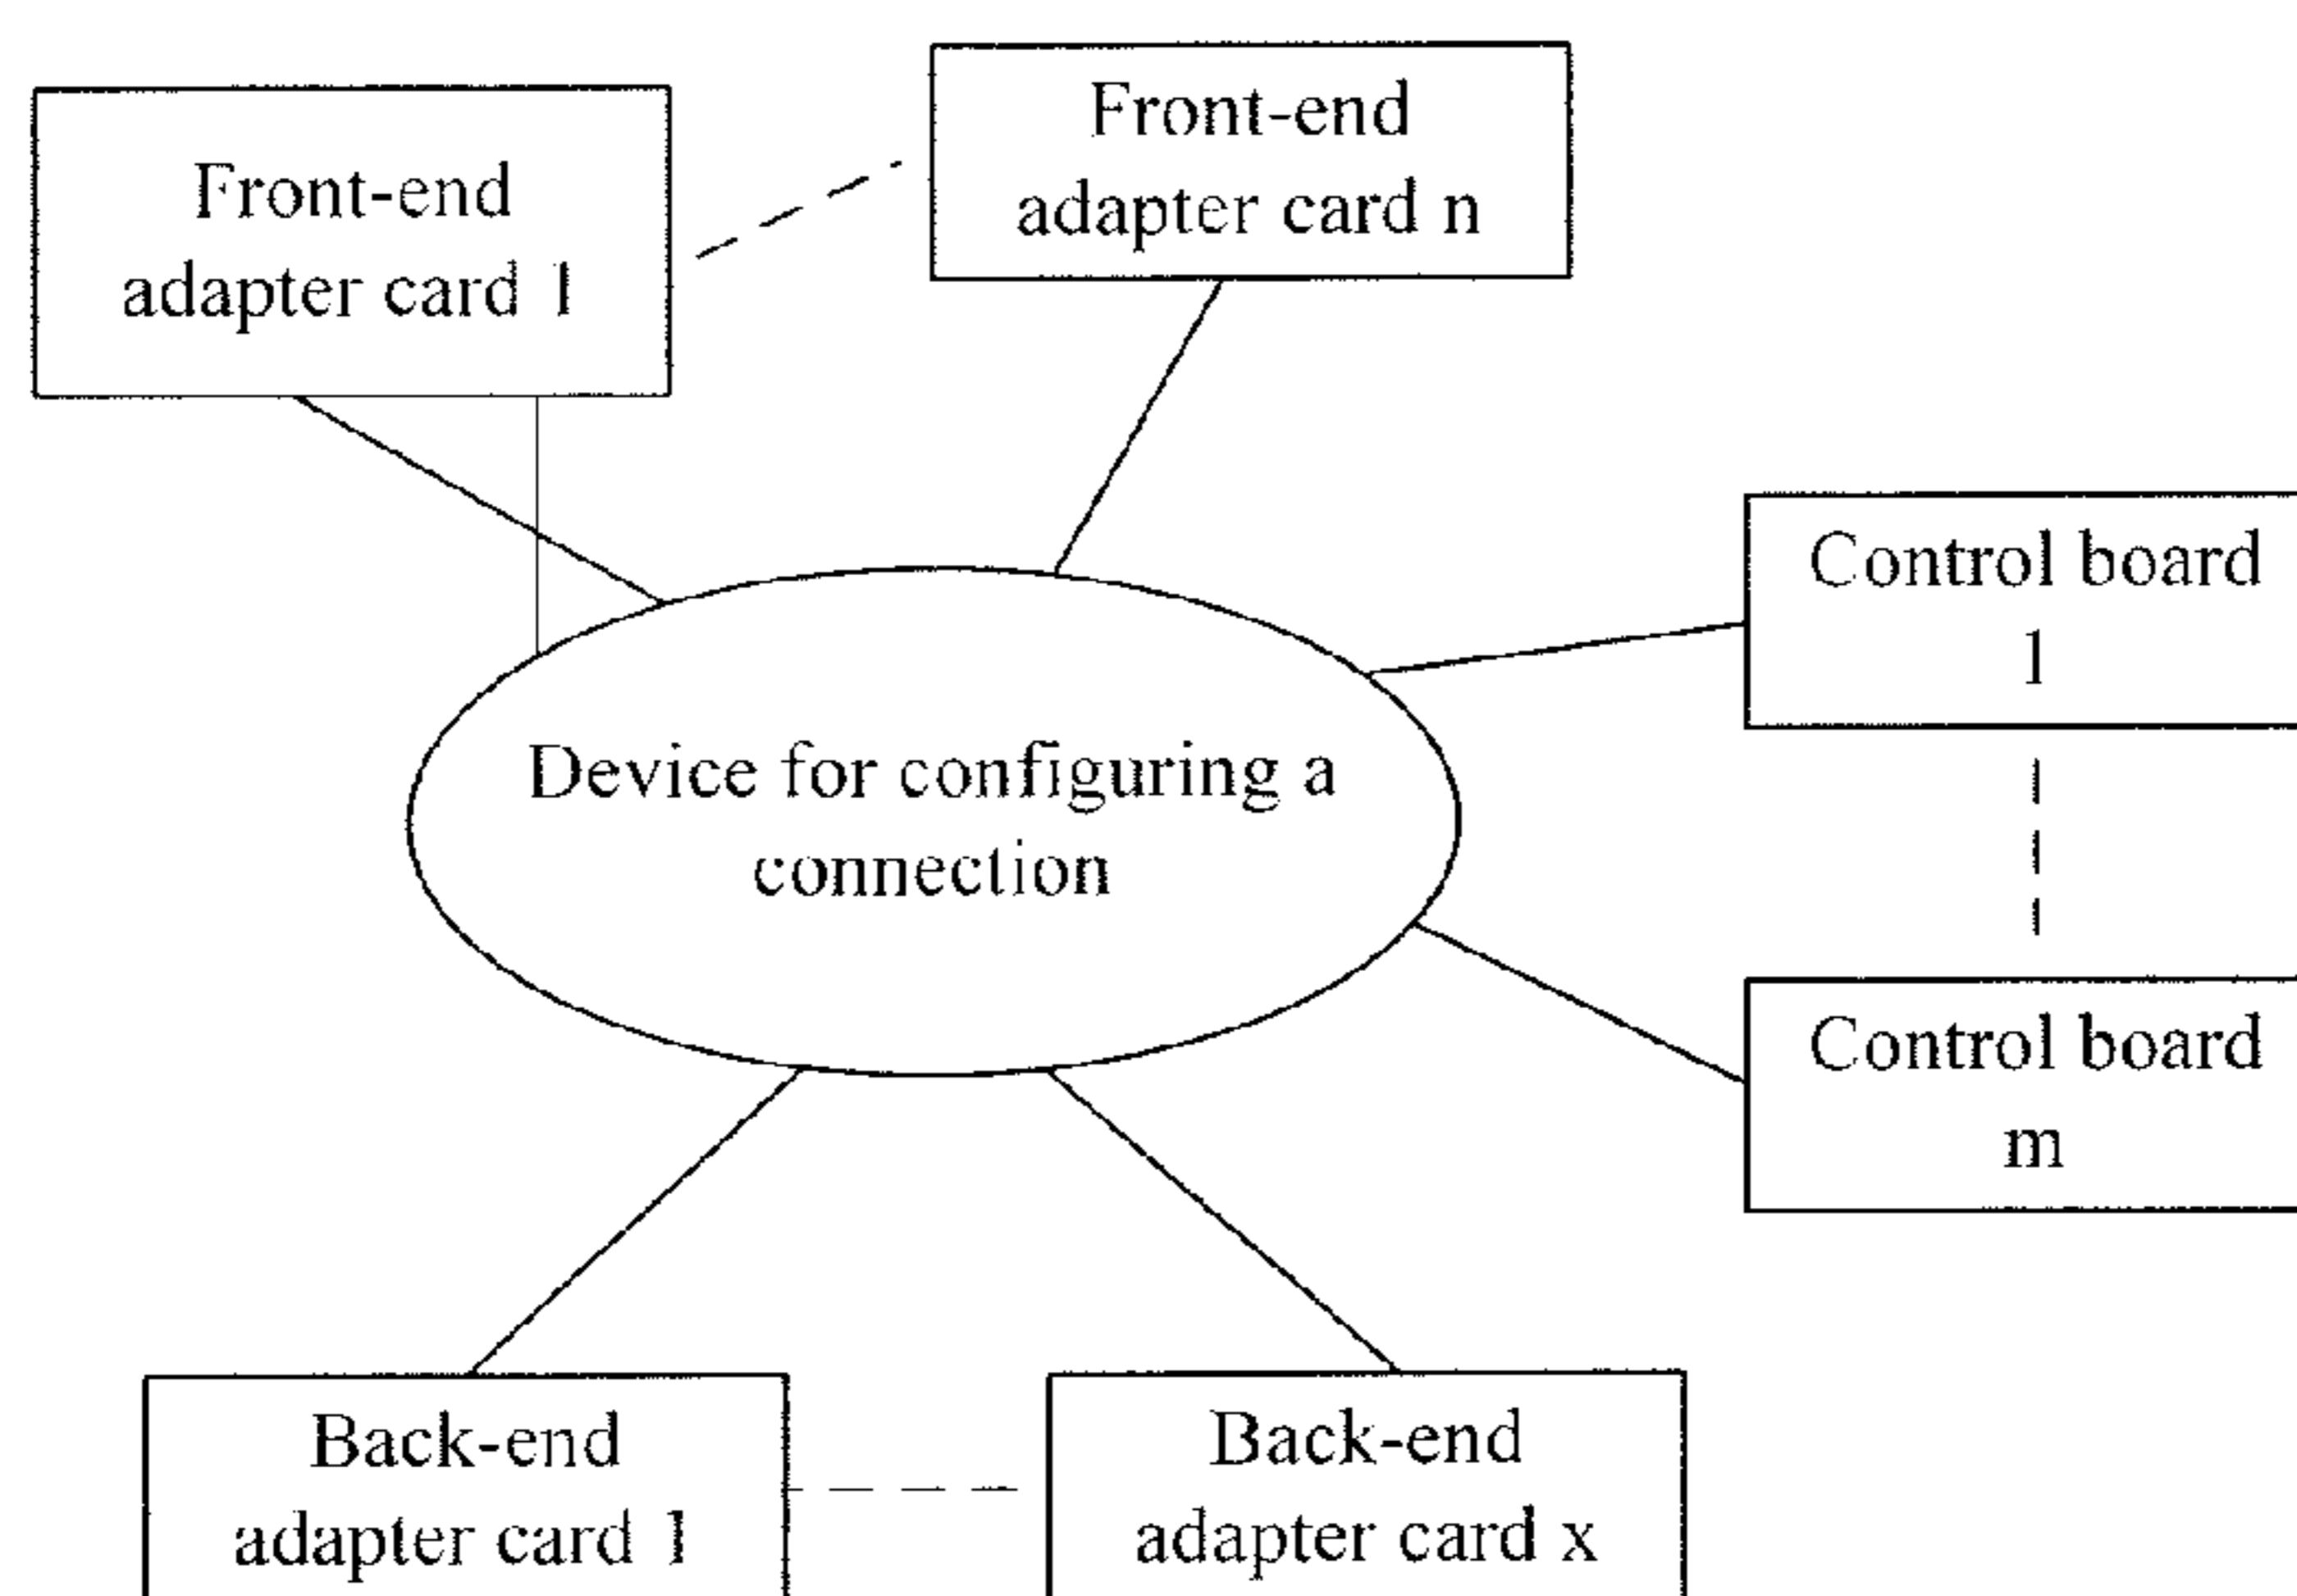 Front-end
adapter card 1
Front-end
adapter card n
Control board
1
Device for configuring a
connection
Control board
m
Back-end
adapter card 1
Back-end
adapter card x